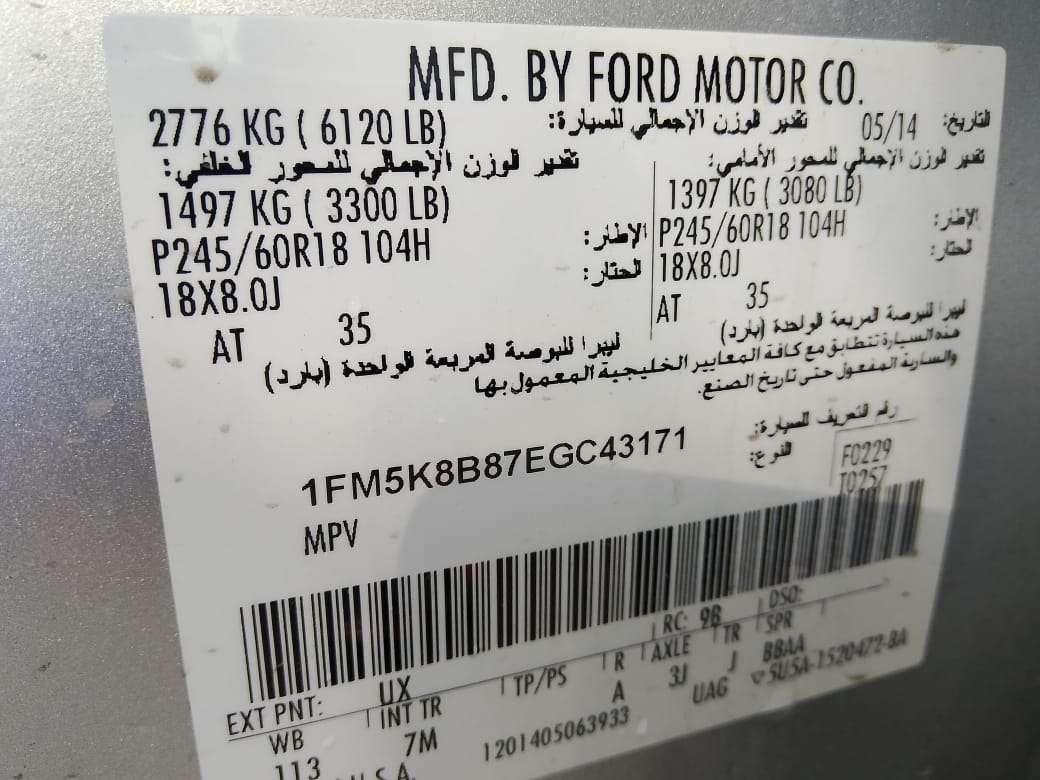 MFD. BY FORD MOTOR CO.
التاريخ: 05/14 تقدير الوزن الإجمالي للسيارة: 2776 KG ( 6120 LB)
تقدير الوزن الإجمالي للمحور الأمامي: تقدير الوزن الإجمالي للمحور الخلفي:
1497 KG ( 3300 LB) 1397 KG ( 3080 LB)
P245/60R18 104H الإطار: P245/60R18 104H الإطار:
18X8.0J الحتار: 18X8.0J الحتار:
AT 35 AT 35
ليبرا للبوصة المربعة الواحدة (بارد) ليبرا للبوصة المربعة الواحدة (بارد)
هذه السيارة تتطابق مع كافة المعايير الخليجية المعمول بها
والسارية المفعول حتى تاريخ الصنع.
رقم التعريف للسيارة:
1FM5K8B87EGC43171
النوع: MPV
F0229
T0257
EXT PNT: UX RC: 9B DSO:
WB INT TR TP/PS R AXLE TR SPR
113 7M A 3J J BBAA
U.S.A. 1201405063933 UAG ▽5U5A-1520472-BA